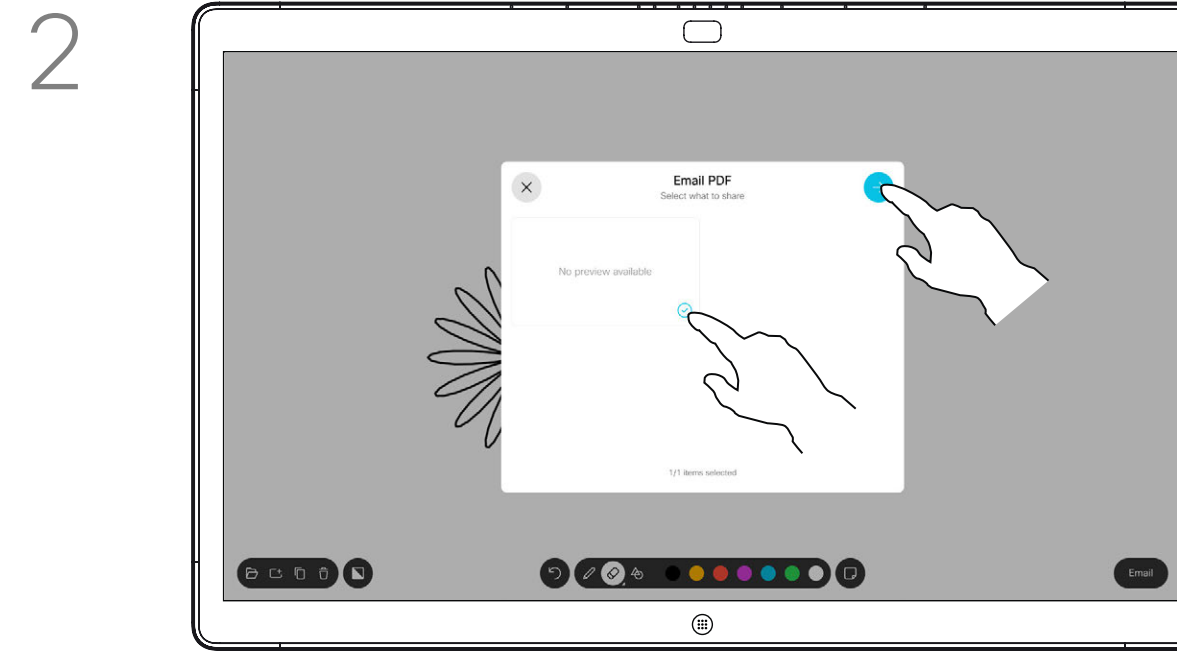 2
Email PDF
Select what to share
No preview available
1/1 items selected
Email